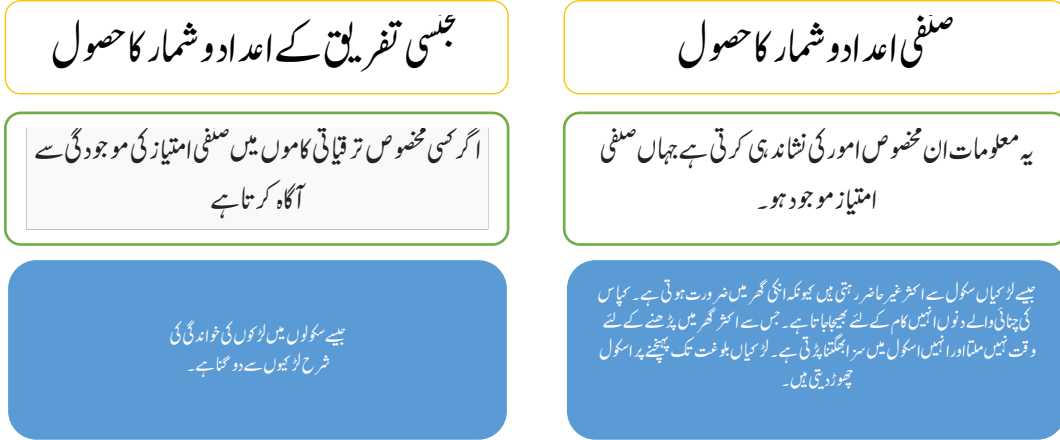 صنفی اعدادوشمار کا حصول
یہ معلومات ان مخصوص امور کی نشاندہی کرتی ہے جہاں صنفی
امتیاز موجود ہو۔
جیسے لڑکیاں سکول سے اکثر غیر حاضر رہتی ہیں کیونکہ انکی گھر میں ضرورت ہوتی ہے۔ کپاس
کی چنائی والے دنوں انہیں کام کے لئے بھیجا جاتا ہے۔ جس سے اکثر گھر میں پڑھنے کے لئے
وقت نہیں ملتا اور انہیں اسکول میں سزا بھگتنا پڑتی ہے۔ لڑکیاں بلوغت تک پہنچنے پر اسکول
چھوڑ دیتی ہیں۔
جنسی تفریق کے اعداد و شمار کا حصول
اگر کسی مخصوص ترقیاتی کاموں میں صنفی امتیاز کی موجودگی سے
آگاہ کرتا ہے
جیسے سکولوں میں لڑکوں کی خواندگی کی
شرح لڑکیوں سے دو گنا ہے۔